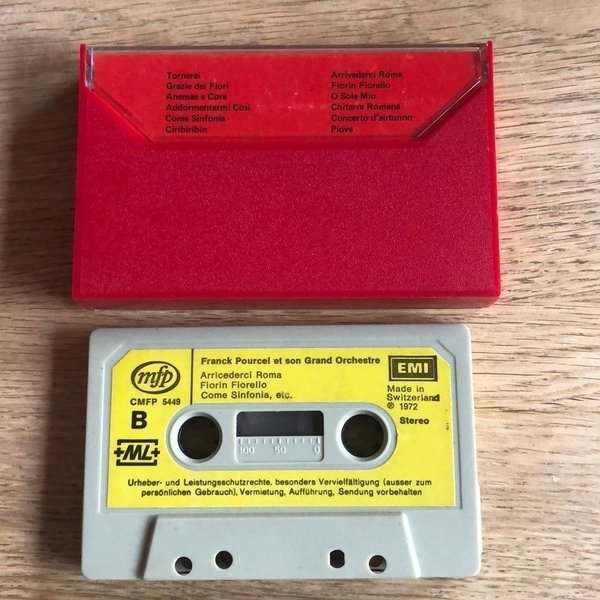 Tornerai
Grazie dei Fiori
Anemae e Core
Addormentarmi Così
Come Sinfonia
Ciribiribin
Arrivederci Roma
Fiorin Fiorello
O Sole Mio
Chitarra Romana
Concerto d'autunno
Piove
mfp
CMFP 5449
B
+ML+
Franck Pourcel et son Grand Orchestre
Arricederci Roma
Florin Fiorello
Come Sinfonia, etc.
EMI
Made in
Switzerland
℗ 1972
Stereo
100 50 0
Urheber- und Leistungsschutzrechte, besonders Vervielfältigung (ausser zum
persönlichen Gebrauch), Vermietung, Aufführung, Sendung vorbehalten